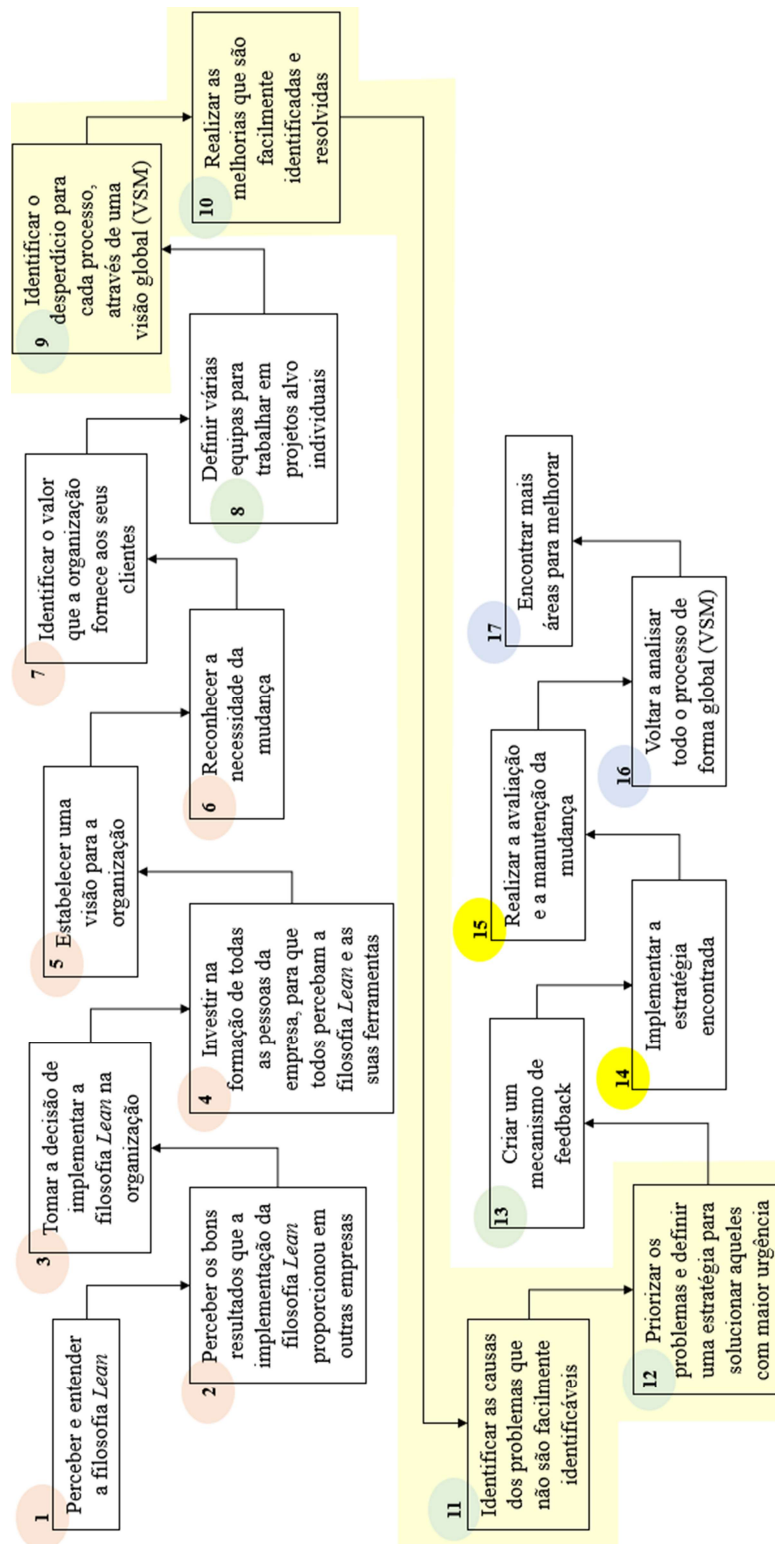 1
Perceber e entender
a filosofia Lean
2
Perceber os bons
resultados que a
implementação da
filosofia Lean
proporcionou em
outras empresas
3
Tomar a decisão de
implementar a
filosofia Lean na
organização
4
Investir na
formação de todas
as pessoas da
empresa, para que
todos percebam a
filosofia Lean e as
suas ferramentas
5
Estabelecer uma
visão para a
organização
6
Reconhecer a
necessidade da
mudança
7
Identificar o valor
que a organização
fornece aos seus
clientes
8
Definir várias
equipas para
trabalhar em
projetos alvo
individuais
9
Identificar o
desperdício para
cada processo,
através de uma
visão global (VSM)
10
Realizar as
melhorias que são
facilmente
identificadas e
resolvidas
11
Identificar as causas
dos problemas que
não são facilmente
identificáveis
12
Priorizar os
problemas e definir
uma estratégia para
solucionar aqueles
com maior urgência
13
Criar um
mecanismo de
feedback
14
Implementar a
estratégia
encontrada
15
Realizar a avaliação
e a manutenção da
mudança
16
Voltar a analisar
todo o processo de
forma global (VSM)
17
Encontrar mais
áreas para melhorar